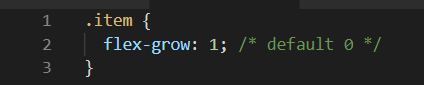 1 .item {
2 flex-grow: 1; /* default 0 */
3 }